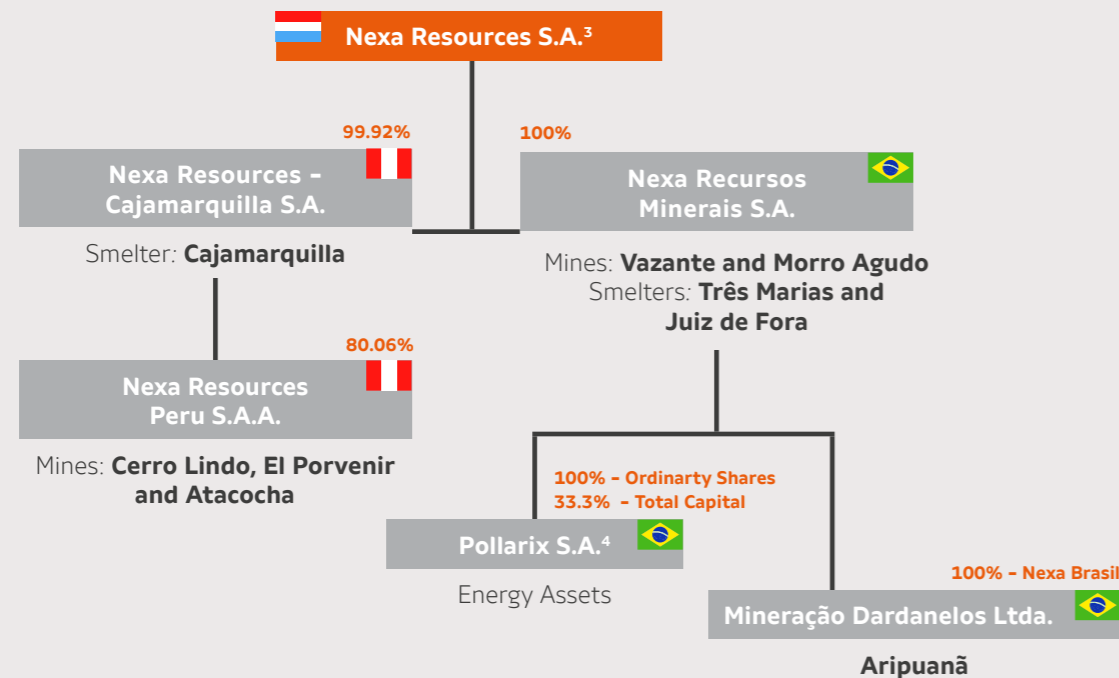 Nexa Resources S.A.³
99.92%
Nexa Resources –
Cajamarquilla S.A.
Smelter: Cajamarquilla
100%
Nexa Recursos
Minerais S.A.
Mines: Vazante and Morro Agudo
Smelters: Três Marias and
Juiz de Fora
80.06%
Nexa Resources
Peru S.A.A.
Mines: Cerro Lindo, El Porvenir
and Atacocha
100% – Ordinarty Shares
33.3% – Total Capital
Pollarix S.A.⁴
Energy Assets
100% – Nexa Brasil
Mineração Dardanelos Ltda.
Aripuanã